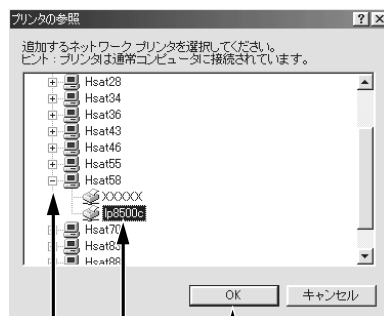 プリンタの参照
追加するネットワーク プリンタを選択してください。
ヒント : プリンタは通常コンピュータに接続されています。
Hsat28
Hsat34
Hsat36
Hsat43
Hsat46
Hsat55
Hsat58
XXXXX
lp8500c
Hsat70
Hsat83
Hsat88
OK
キャンセル